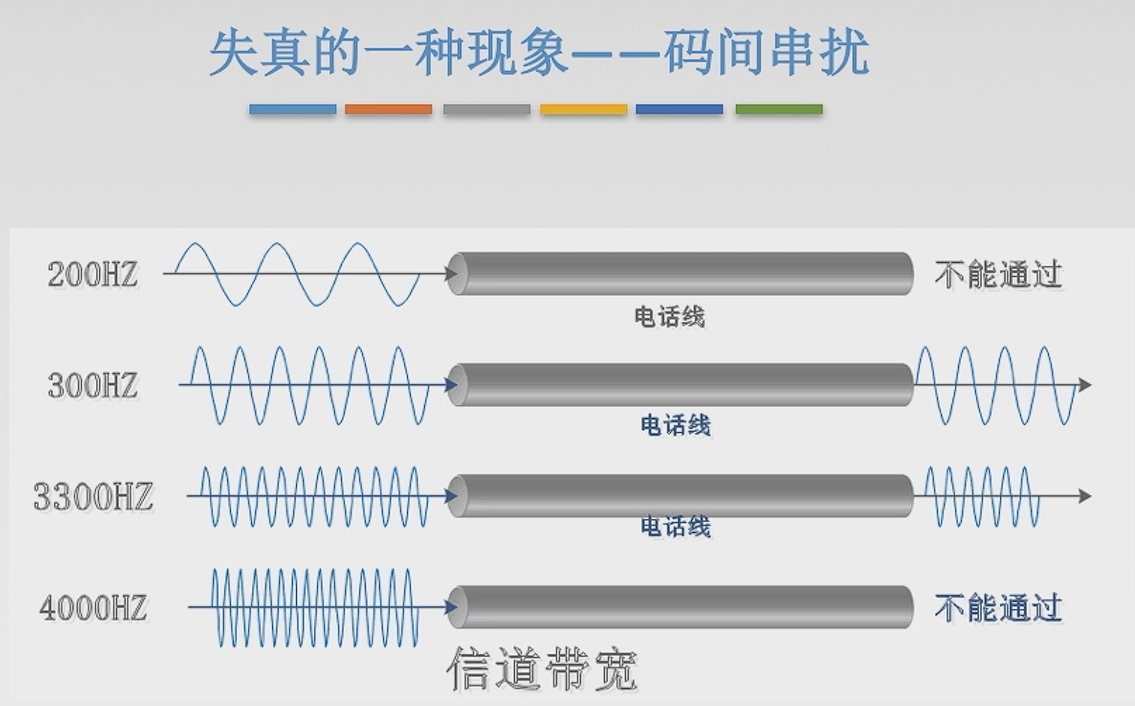 失真的一种现象——码间串扰
200HZ
不能通过
电话线
300HZ
电话线
3300HZ
电话线
4000HZ
不能通过
信道带宽